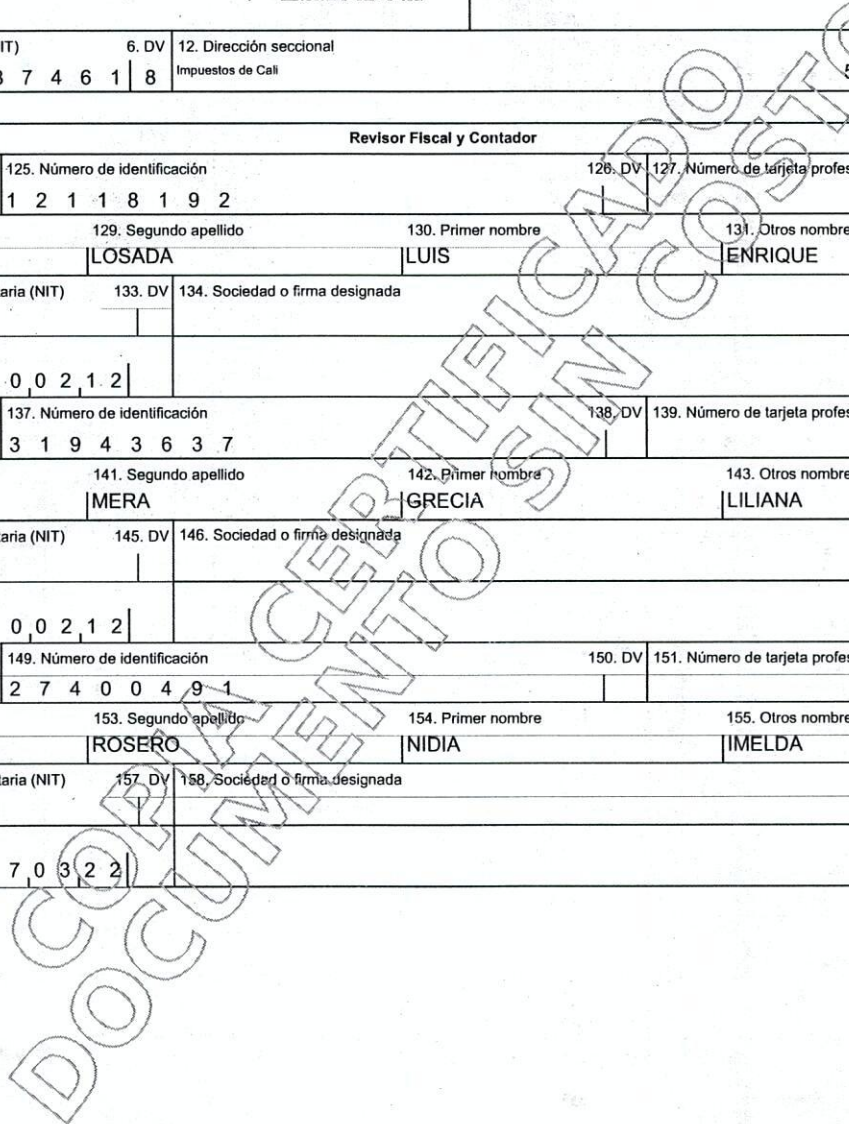 IT) 6. DV 12. Dirección seccional
8 7 4 6 1 8 Impuestos de Cali 5
Revisor Fiscal y Contador
125. Número de identificación 126. DV 127. Número de tarjeta profes
1 2 1 1 8 1 9 2
129. Segundo apellido 130. Primer nombre 131. Otros nombre
LOSADA LUIS ENRIQUE
aria (NIT) 133. DV 134. Sociedad o firma designada
0 0 2 1 2
137. Número de identificación 138. DV 139. Número de tarjeta profes
3 1 9 4 3 6 3 7
141. Segundo apellido 142. Primer nombre 143. Otros nombre
MERA GRECIA LILIANA
aria (NIT) 145. DV 146. Sociedad o firma designada
0 0 2 1 2
149. Número de identificación 150. DV 151. Número de tarjeta profes
2 7 4 0 0 4 9 1
153. Segundo apellido 154. Primer nombre 155. Otros nombre
ROSERO NIDIA IMELDA
aria (NIT) 157. DV 158. Sociedad o firma designada
7 0 3 2 2
COPIA CERTIFICADO
DOCUMENTO SIN COSTO